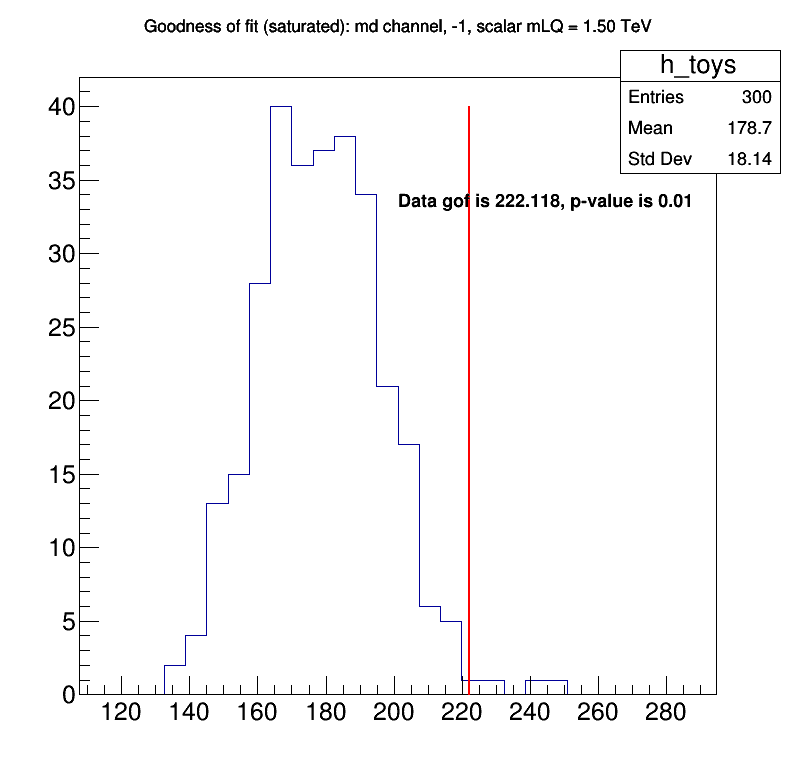 Goodness of fit (saturated): md channel, -1, scalar mLQ = 1.50 TeV
h_toys
Entries 300
Mean 178.7
Std Dev 18.14
Data gof is 222.118, p-value is 0.01
40
35
30
25
20
15
10
5
0
120 140 160 180 200 220 240 260 280